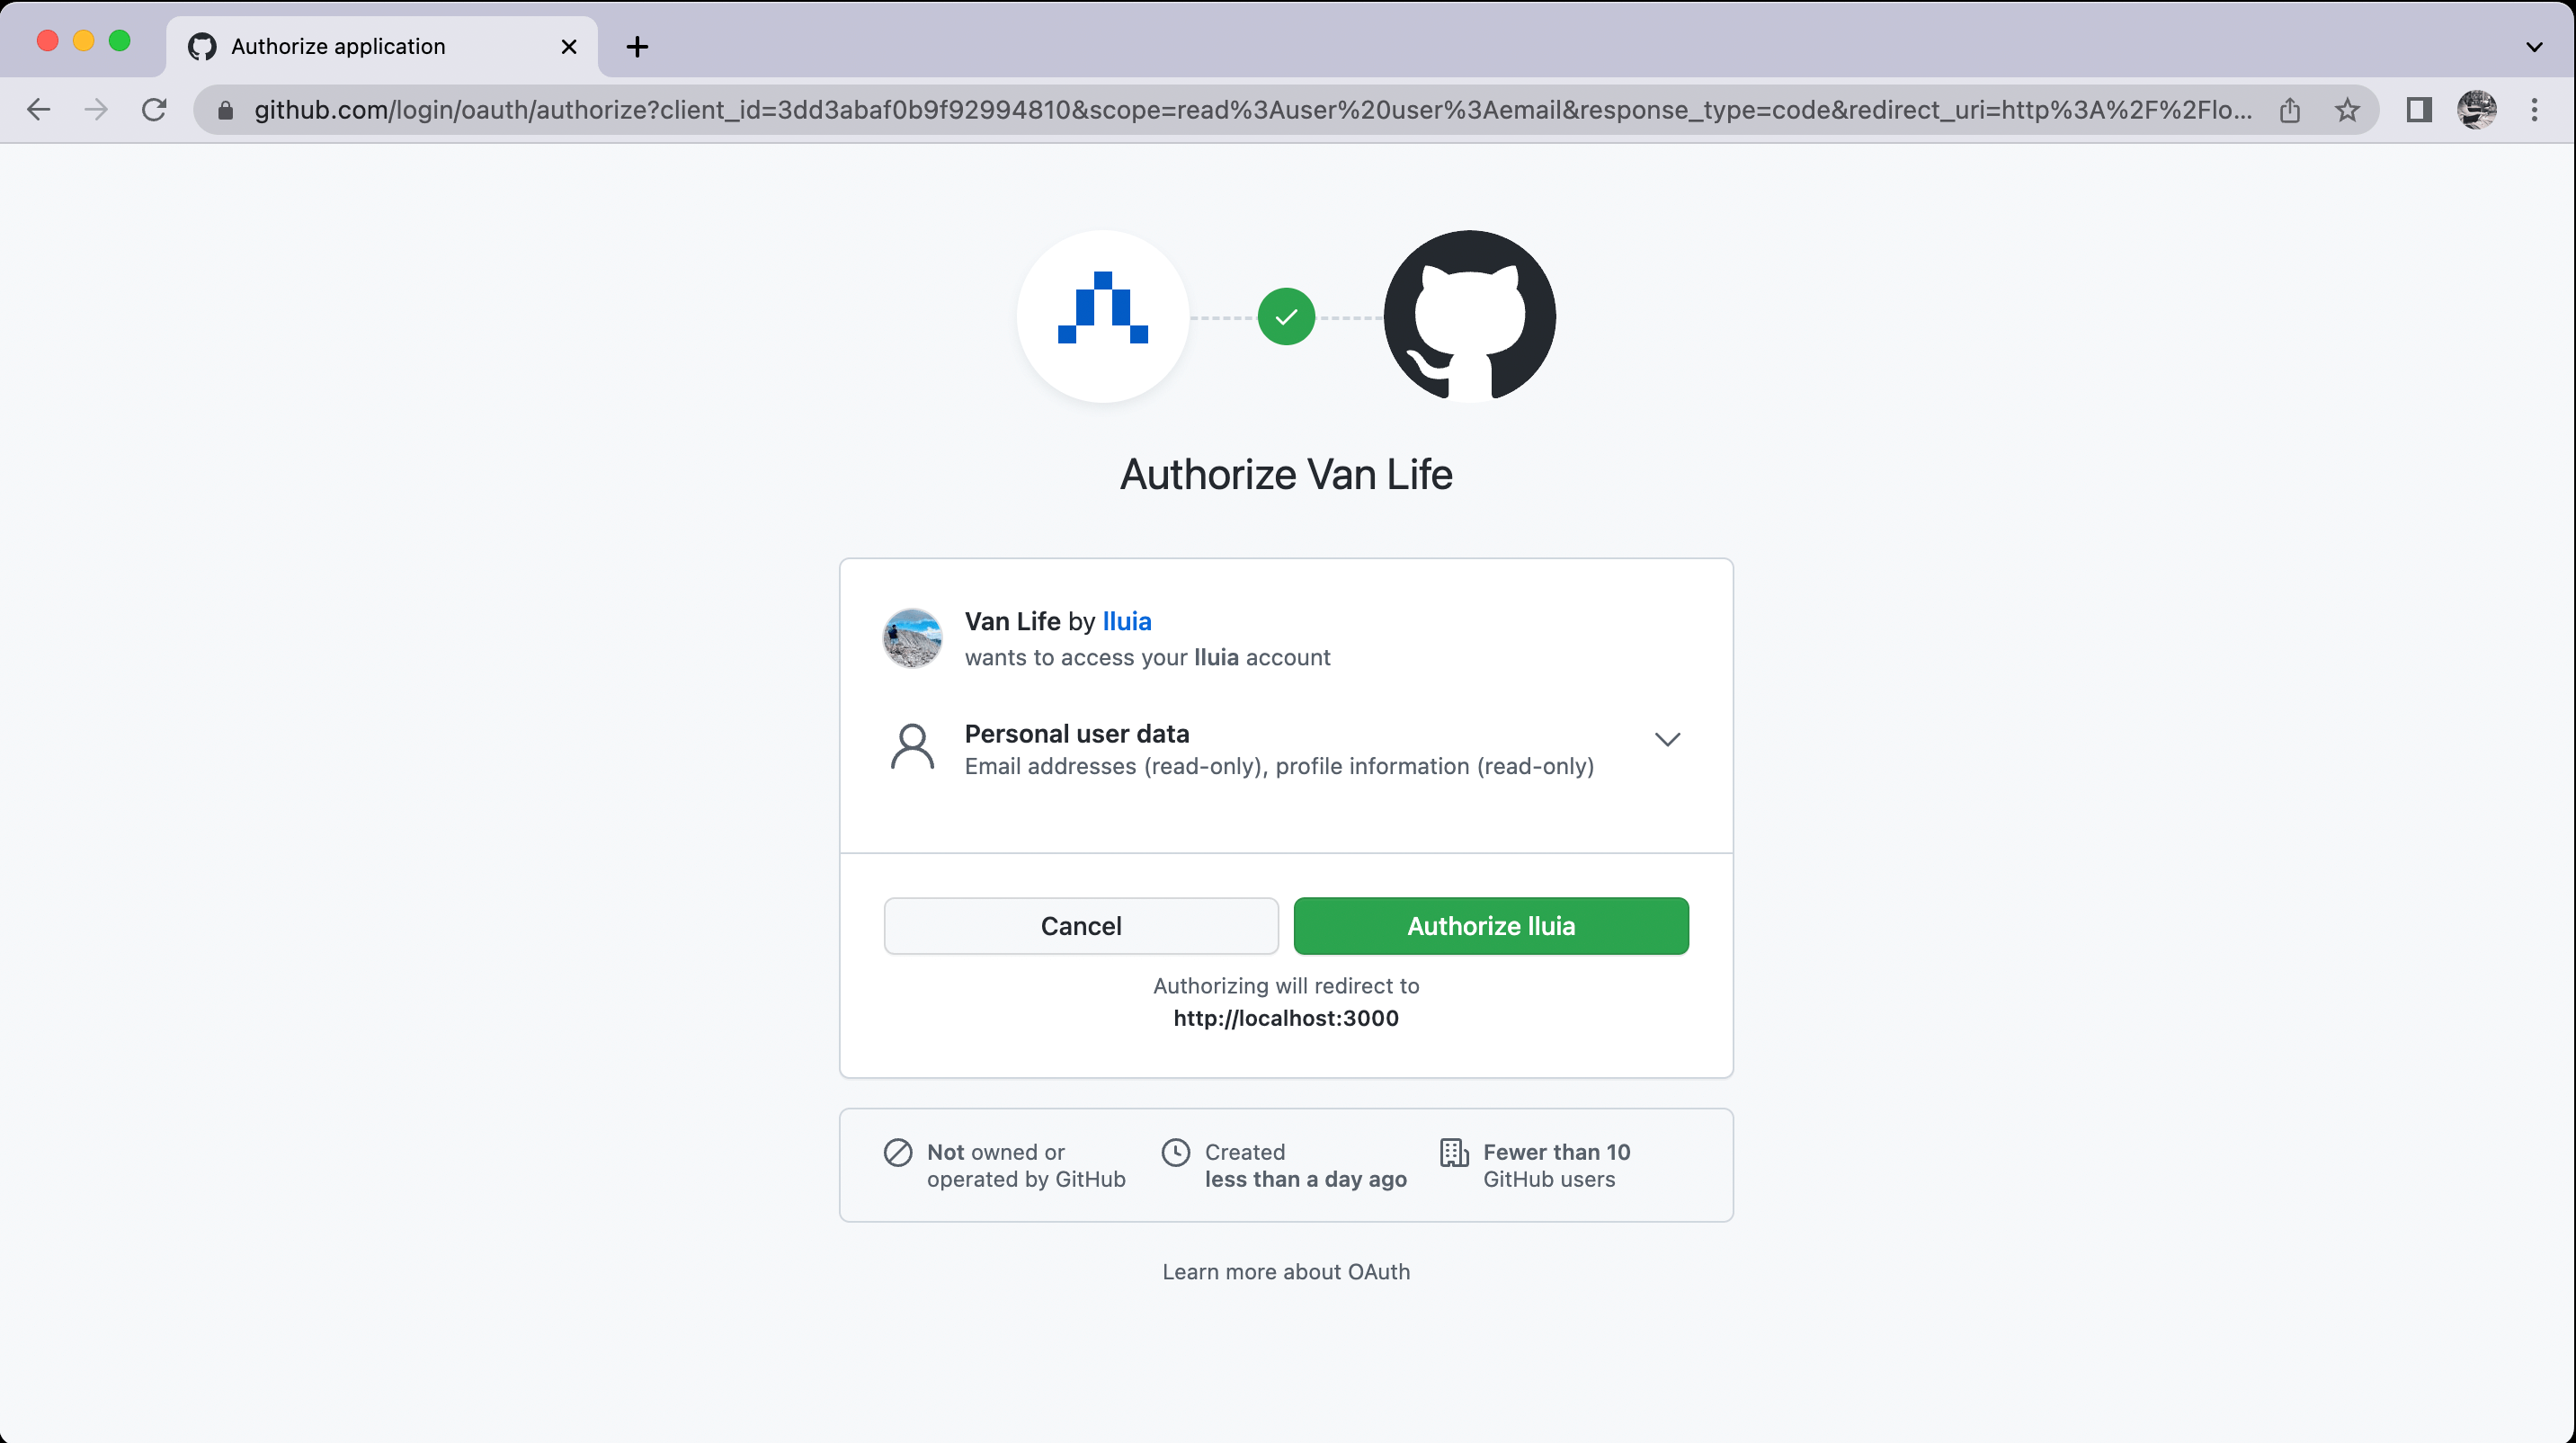 Authorize application
github.com/login/oauth/authorize?client_id=3dd3abaf0b9f92994810&scope=read%3Auser%20user%3Aemail&response_type=code&redirect_uri=http%3A%2F%2Flo...
Authorize Van Life
Van Life by lluia
wants to access your lluia account
Personal user data
Email addresses (read-only), profile information (read-only)
Cancel
Authorize lluia
Authorizing will redirect to
http://localhost:3000
Not owned or
operated by GitHub
Created
less than a day ago
Fewer than 10
GitHub users
Learn more about OAuth